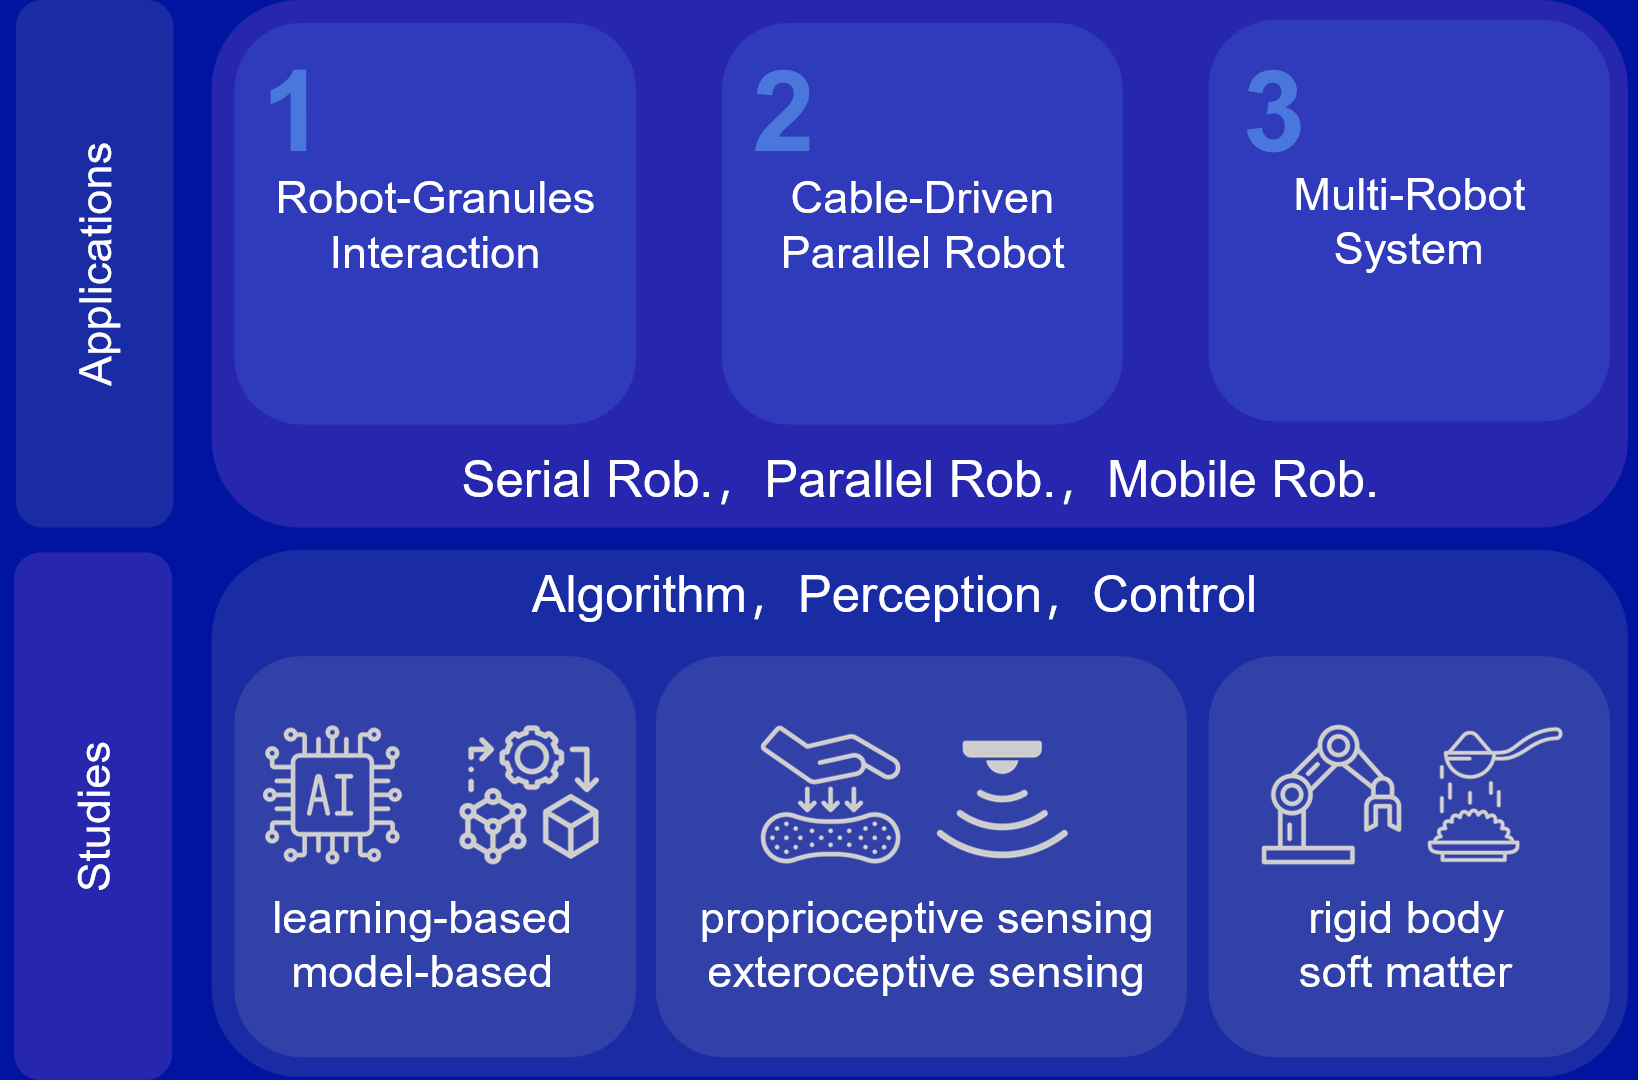 Applications
1
Robot-Granules
Interaction
2
Cable-Driven
Parallel Robot
3
Multi-Robot
System
Serial Rob., Parallel Rob., Mobile Rob.
Studies
Algorithm, Perception, Control
AI
learning-based
model-based
proprioceptive sensing
exteroceptive sensing
rigid body
soft matter